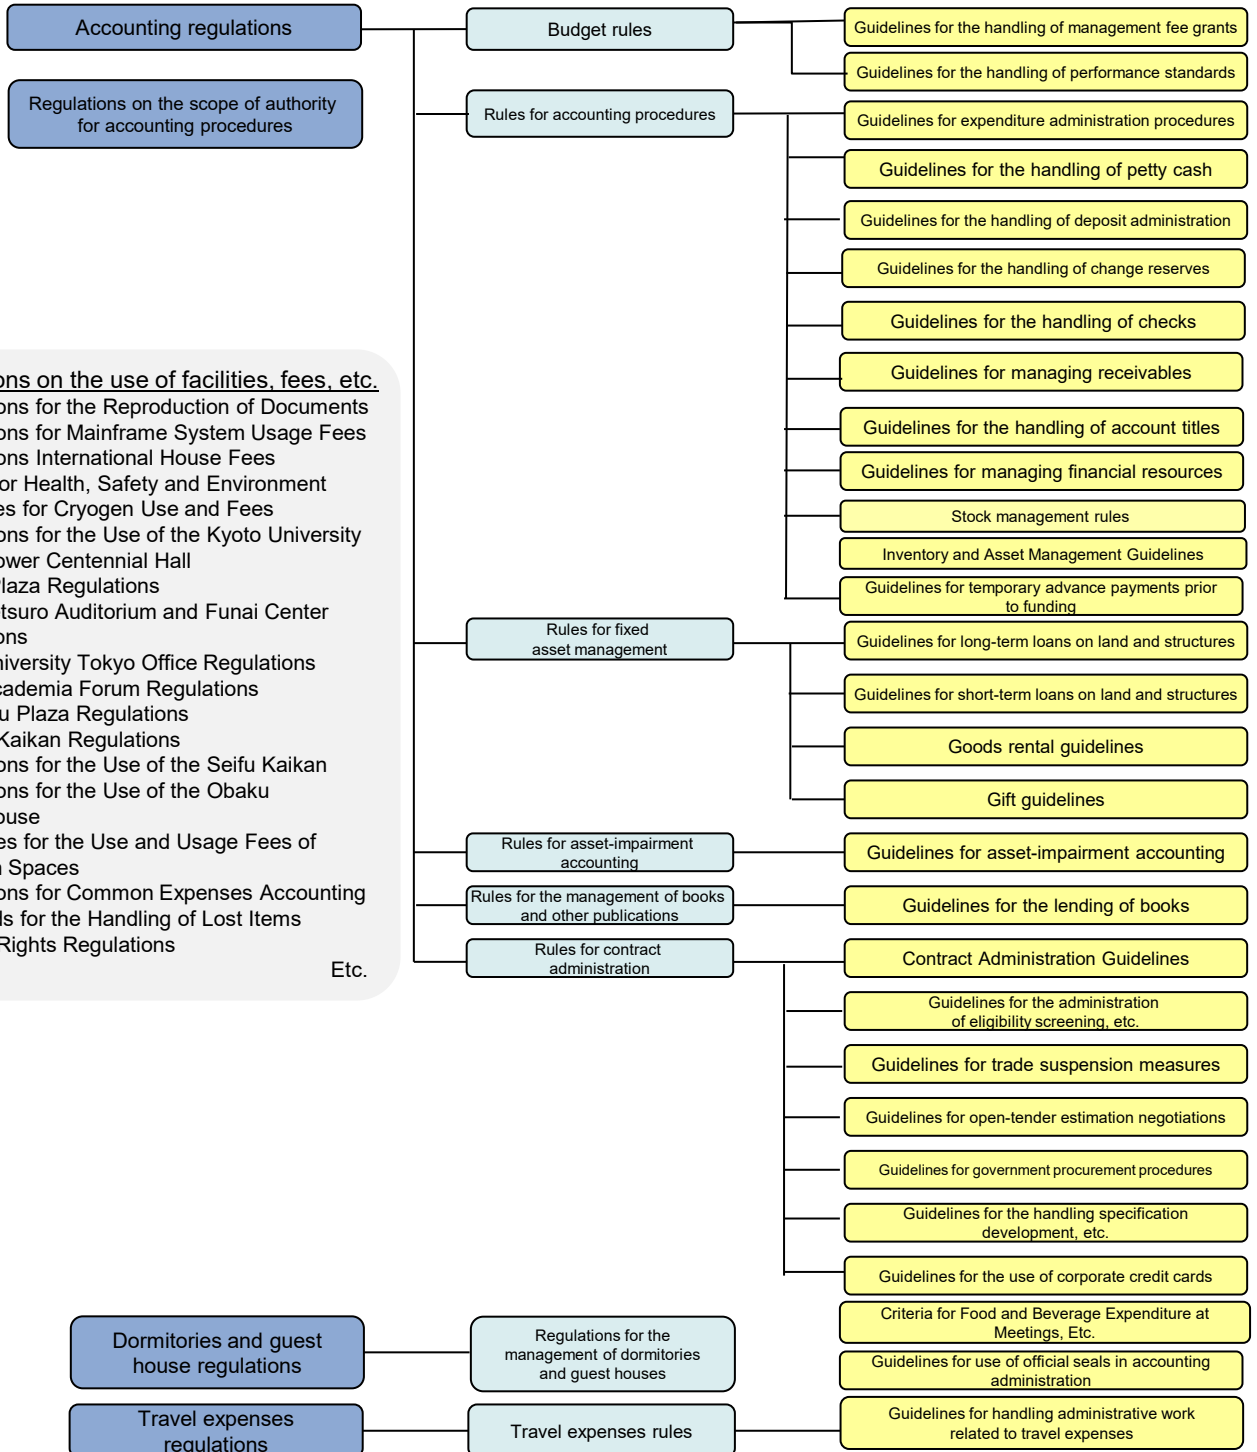 Accounting regulations
Regulations on the scope of authority
for accounting procedures
ons on the use of facilities, fees, etc.
ons for the Reproduction of Documents
ons for Mainframe System Usage Fees
ons International House Fees
or Health, Safety and Environment
es for Cryogen Use and Fees
ons for the Use of the Kyoto University
ower Centennial Hall
Plaza Regulations
tsuro Auditorium and Funai Center
ons
niversity Tokyo Office Regulations
cademia Forum Regulations
u Plaza Regulations
Kaikan Regulations
ons for the Use of the Seifu Kaikan
ons for the Use of the Obaku
ouse
es for the Use and Usage Fees of
n Spaces
ons for Common Expenses Accounting
ls for the Handling of Lost Items
Rights Regulations
Etc.
Dormitories and guest
house regulations
Travel expenses
regulations
Budget rules
Rules for accounting procedures
Rules for fixed
asset management
Rules for asset-impairment
accounting
Rules for the management of books
and other publications
Rules for contract
administration
Regulations for the
management of dormitories
and guest houses
Travel expenses rules
Guidelines for the handling of management fee grants
Guidelines for the handling of performance standards
Guidelines for expenditure administration procedures
Guidelines for the handling of petty cash
Guidelines for the handling of deposit administration
Guidelines for the handling of change reserves
Guidelines for the handling of checks
Guidelines for managing receivables
Guidelines for the handling of account titles
Guidelines for managing financial resources
Stock management rules
Inventory and Asset Management Guidelines
Guidelines for temporary advance payments prior
to funding
Guidelines for long-term loans on land and structures
Guidelines for short-term loans on land and structures
Goods rental guidelines
Gift guidelines
Guidelines for asset-impairment accounting
Guidelines for the lending of books
Contract Administration Guidelines
Guidelines for the administration
of eligibility screening, etc.
Guidelines for trade suspension measures
Guidelines for open-tender estimation negotiations
Guidelines for government procurement procedures
Guidelines for the handling specification
development, etc.
Guidelines for the use of corporate credit cards
Criteria for Food and Beverage Expenditure at
Meetings, Etc.
Guidelines for use of official seals in accounting
administration
Guidelines for handling administrative work
related to travel expenses